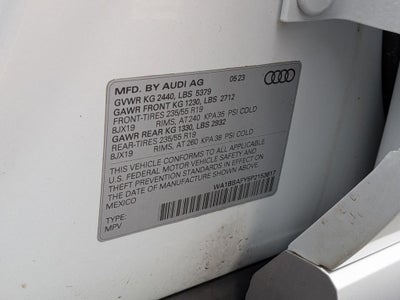 MFD. BY AUDI AG 05 23
GVWR KG 2440, LBS 5379
GAWR FRONT KG 1230, LBS 2712
FRONT-TIRES 235/55 R19
8JX19 RIMS, AT 240 KPA 35 PSI COLD
GAWR REAR KG 1330, LBS 2932
REAR-TIRES 235/55 R19
8JX19 RIMS, AT 260 KPA 38 PSI COLD
THIS VEHICLE CONFORMS TO ALL APPLICABLE
U.S. FEDERAL MOTOR VEHICLE SAFETY AND
THEFT PREVENTION STANDARDS IN EFFECT ON
THE DATE OF MANUFACTURE SHOWN ABOVE
MEXICO
TYPE:
MPV